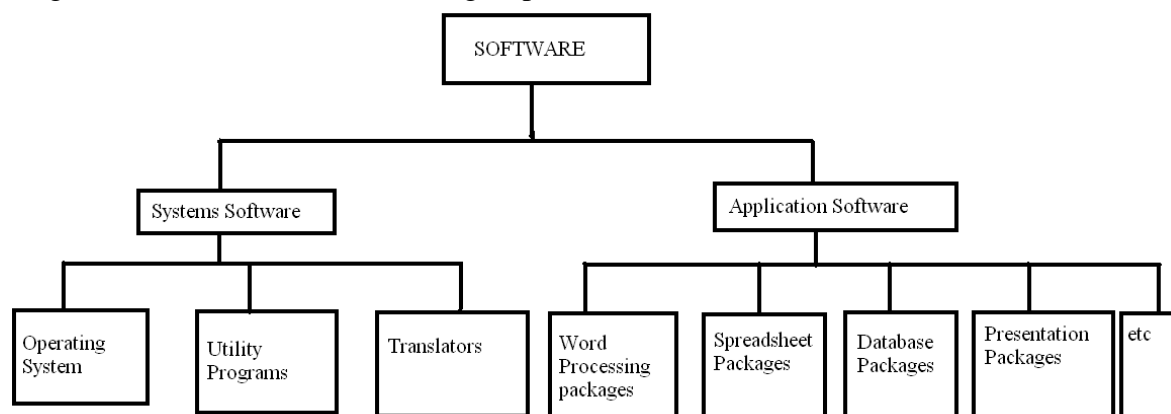 SOFTWARE
Systems Software
Application Software
Operating
System
Utility
Programs
Translators
Word
Processing
packages
Spreadsheet
Packages
Database
Packages
Presentation
Packages
etc